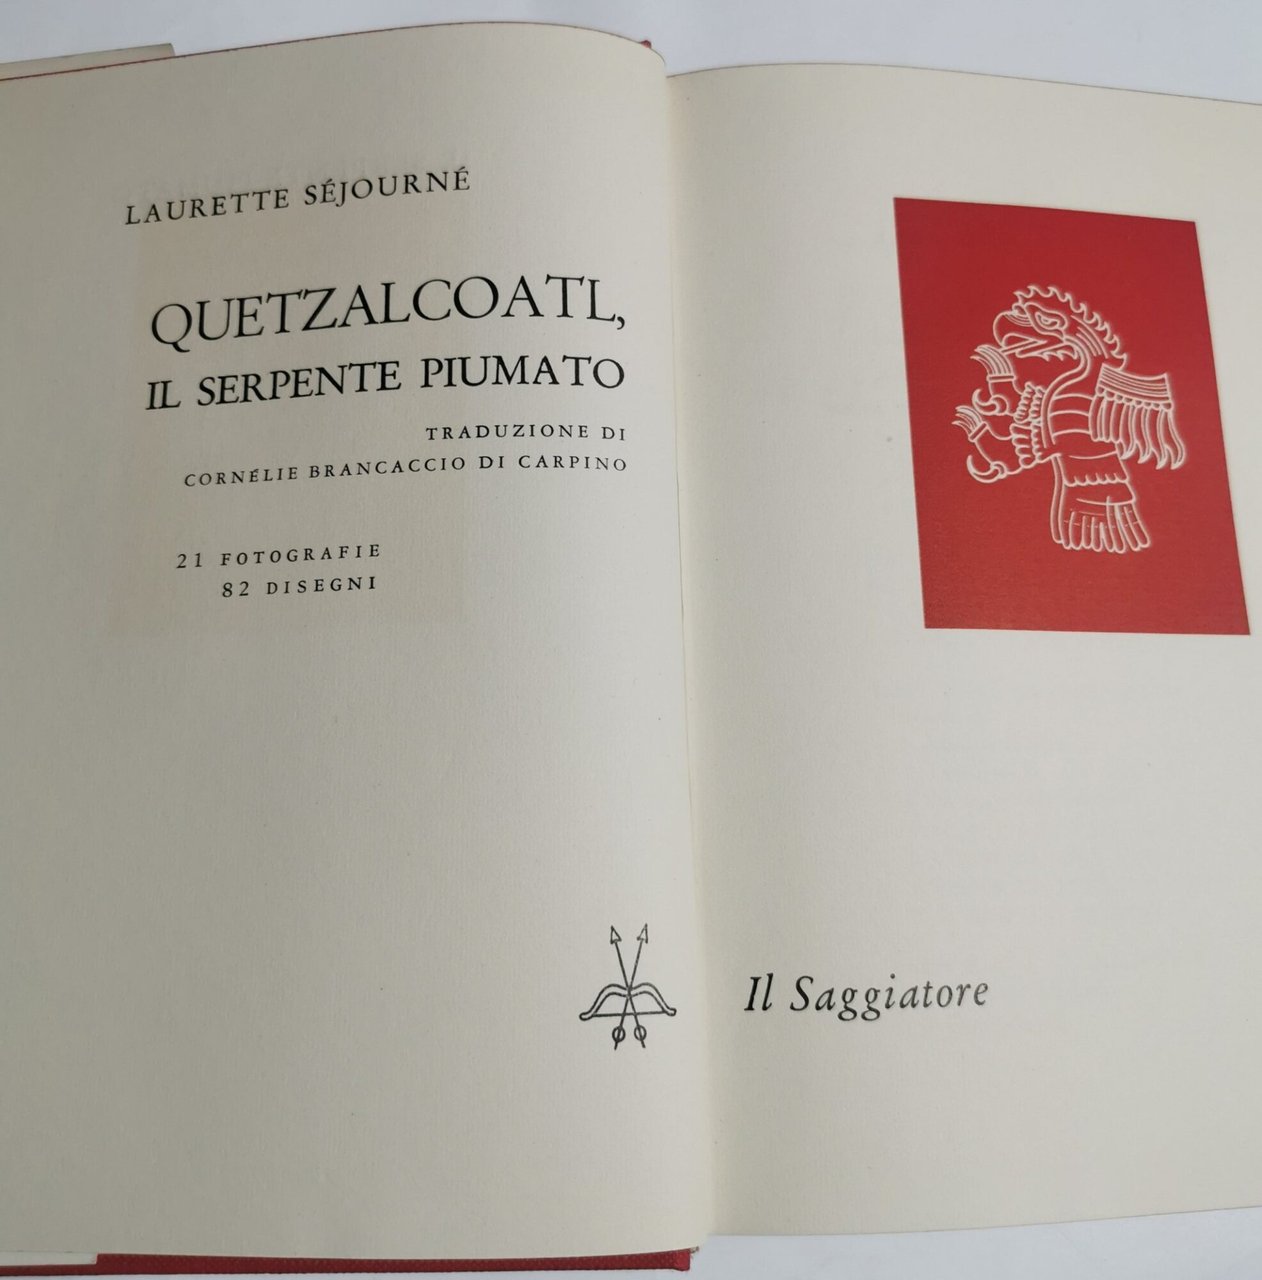 LAURETTE SÉJOURNÉ
QUETZALCOATL,
IL SERPENTE PIUMATO
TRADUZIONE DI
CORNÉLIE BRANCACCIO DI CARPINO
21 FOTOGRAFIE
82 DISEGNI
Il Saggiatore